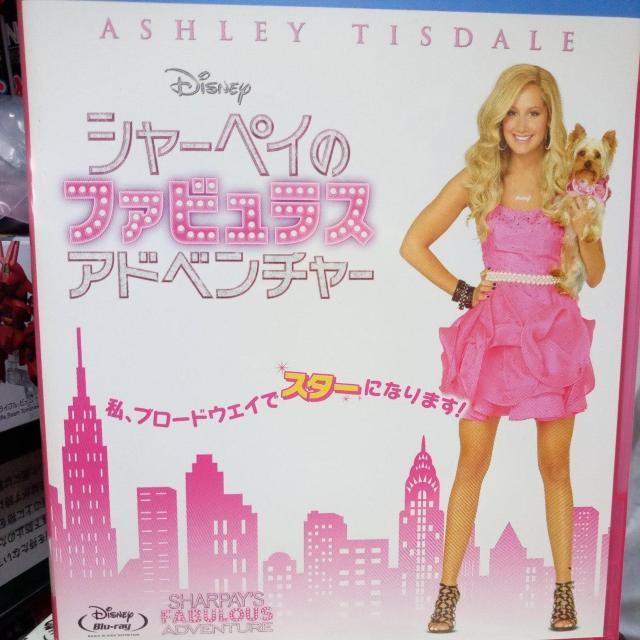 ASHLEY TISDALE
Disney
シャーペイの
ファビュラス
アドベンチャー
私、ブロードウエイでスターになります!
SHARPAY'S
FABULOUS
ADVENTURE
Disney
Blu-ray